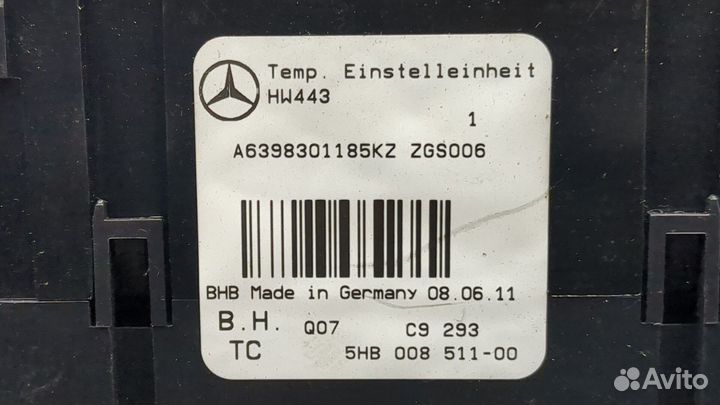 Temp. Einstelleinheit
HW443
1
A6398301185KZ ZGS006
BHB Made in Germany 08.06.11
B.H. Q07 C9 293
TC 5HB 008 511-00
Avito